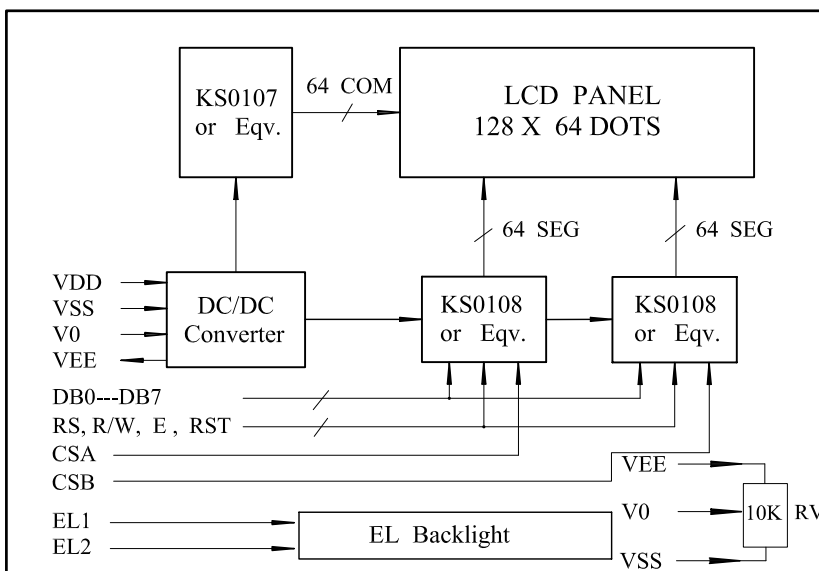 KS0107
or Eqv.
64 COM
LCD PANEL
128 X 64 DOTS
64 SEG
64 SEG
VDD
VSS
V0
VEE
DC/DC
Converter
KS0108
or Eqv.
KS0108
or Eqv.
DB0---DB7
RS, R/W, E , RST
CSA
CSB
EL1
EL2
EL Backlight
VEE
V0
VSS
10K
RV